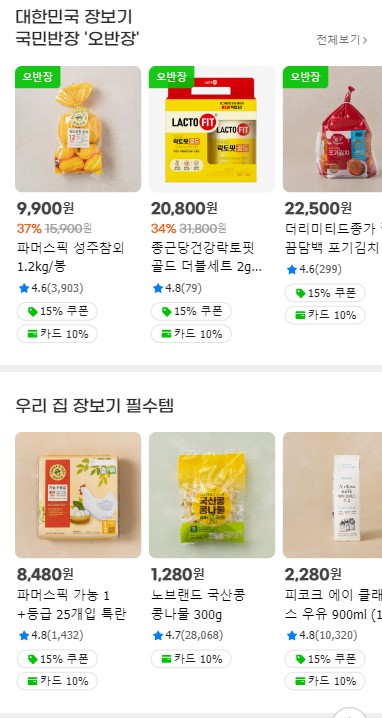 대한민국 장보기
국민반장 '오반장'
전체보기 >
오반장
오반장
오반장
LACTO FIT
LACTO FIT
락토핏 골드
포기김치
9,900원
37% 15,900원
파머스픽 성주참외
1.2kg/봉
4.6(3,903)
15% 쿠폰
카드 10%
20,800원
34% 31,800원
종근당건강락토핏
골드 더블세트 2g...
4.8(79)
15% 쿠폰
카드 10%
22,500원
더리미티드종가
끔담백 포기김치
4.6(299)
15% 쿠폰
카드 10%
우리 집 장보기 필수템
국산콩
콩나물
A class
milk
8,480원
파머스픽 가농 1
+등급 25개입 특란
4.8(1,432)
15% 쿠폰
카드 10%
1,280원
노브랜드 국산콩
콩나물 300g
4.7(28,068)
카드 10%
2,280원
피코크 에이 클래
스 우유 900ml (1
4.8(10,320)
15% 쿠폰
카드 10%